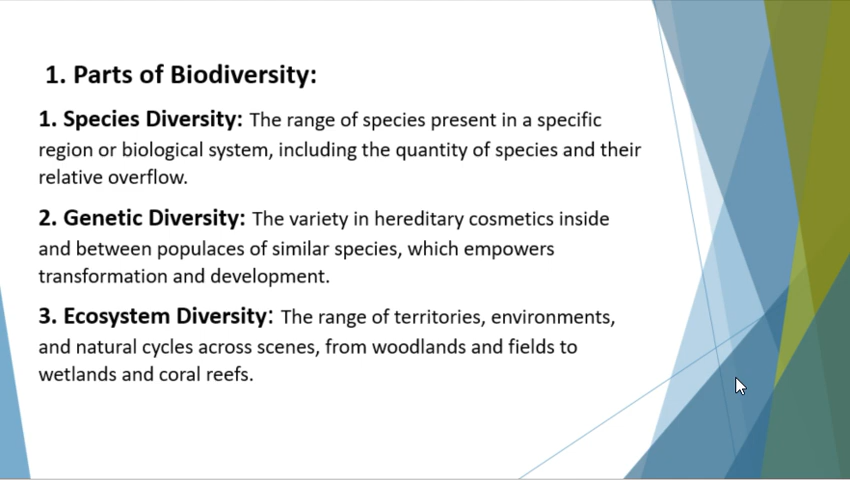 1. Parts of Biodiversity:
1. Species Diversity: The range of species present in a specific
region or biological system, including the quantity of species and their
relative overflow.
2. Genetic Diversity: The variety in hereditary cosmetics inside
and between populaces of similar species, which empowers
transformation and development.
3. Ecosystem Diversity: The range of territories, environments,
and natural cycles across scenes, from woodlands and fields to
wetlands and coral reefs.